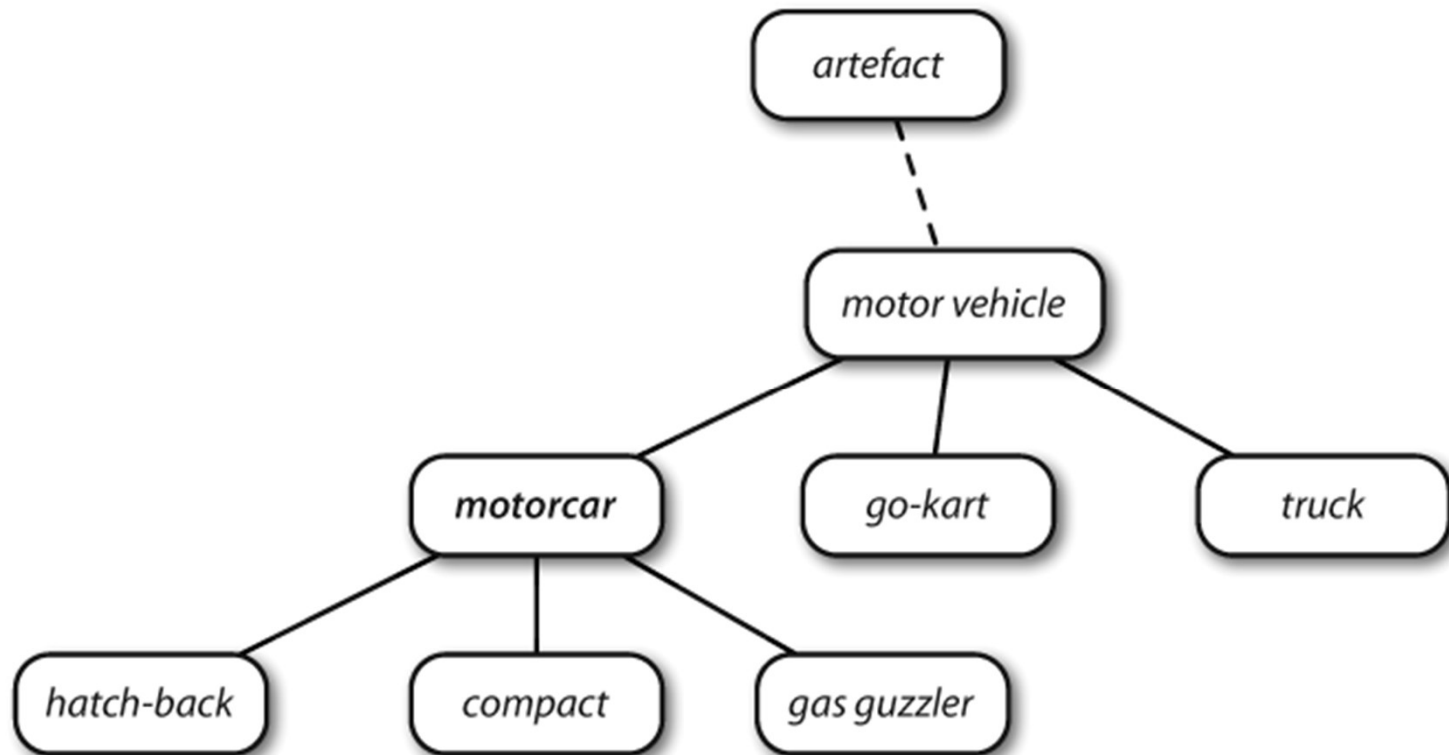 artefact
motor vehicle
motorcar
go-kart
truck
hatch-back
compact
gas guzzler